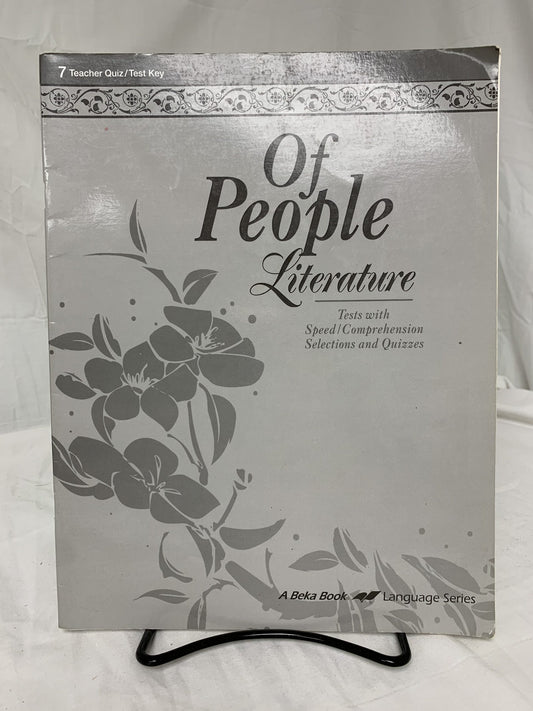 7 Teacher Quiz/Test Key
Of
People
Literature
Tests with
Speed/Comprehension
Selections and Quizzes
A Beka Book Language Series